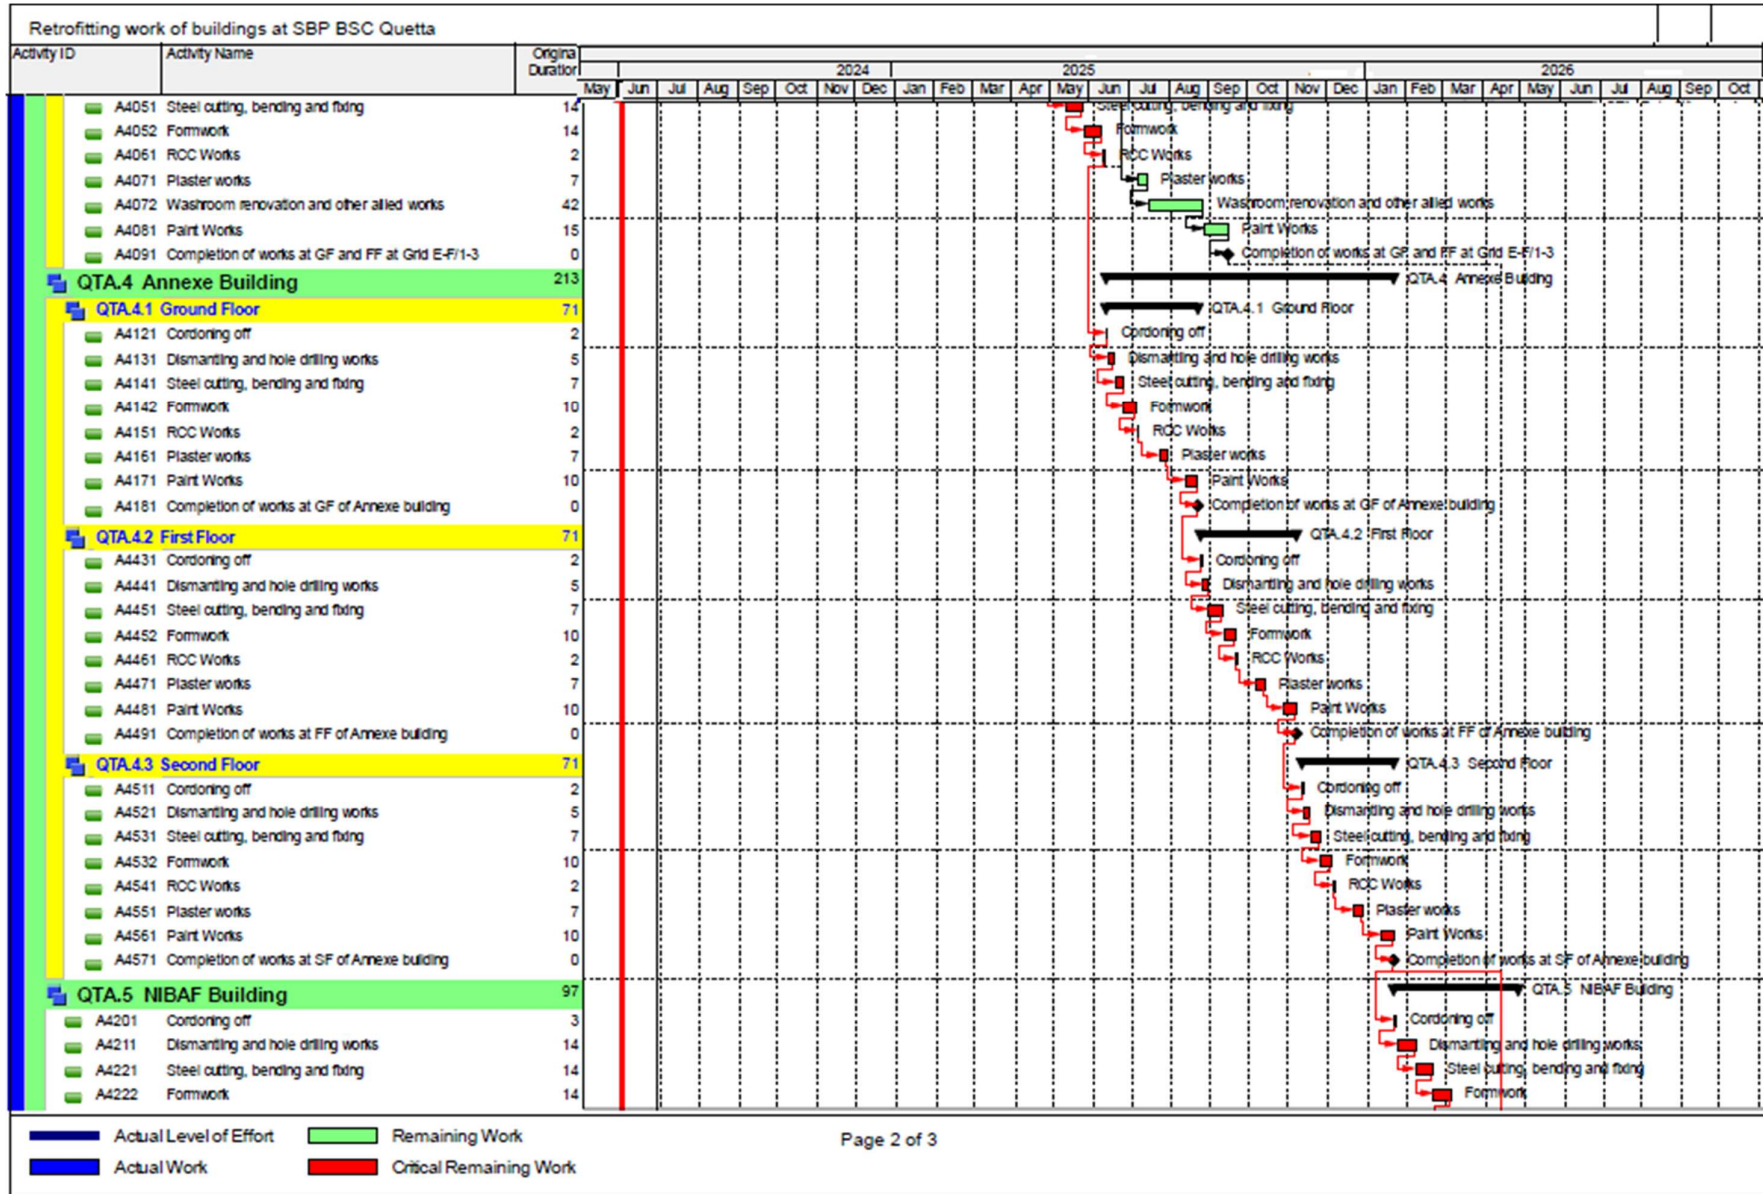 Retrofitting work of buildings at SBP BSC Quetta
Activity ID Activity Name Origina Duratior
2024 2025 2026
May Jun Jul Aug Sep Oct Nov Dec Jan Feb Mar Apr May Jun Jul Aug Sep Oct Nov Dec Jan Feb Mar Apr May Jun Jul Aug Sep Oct
A4051 Steel cutting, bending and fixing 14 Steel cutting, bending and fixing
A4052 Formwork 14 Formwork
A4061 RCC Works 2 RCC Works
A4071 Plaster works 7 Plaster works
A4072 Washroom renovation and other allied works 42 Washroom renovation and other allied works
A4081 Paint Works 15 Paint Works
A4091 Completion of works at GF and FF at Grid E-F/1-3 0 Completion of works at GF and FF at Grid E-F/1-3
QTA.4 Annexe Building 213 QTA.4 Annexe Building
QTA.4.1 Ground Floor 71 QTA.4.1 Ground Floor
A4121 Cordoning off 2 Cordoning off
A4131 Dismantling and hole drilling works 5 Dismantling and hole drilling works
A4141 Steel cutting, bending and fixing 7 Steel cutting, bending and fixing
A4142 Formwork 10 Formwork
A4151 RCC Works 2 RCC Works
A4161 Plaster works 7 Plaster works
A4171 Paint Works 10 Paint Works
A4181 Completion of works at GF of Annexe building 0 Completion of works at GF of Annexe building
QTA.4.2 First Floor 71 QTA.4.2 First Floor
A4431 Cordoning off 2 Cordoning off
A4441 Dismantling and hole drilling works 5 Dismantling and hole drilling works
A4451 Steel cutting, bending and fixing 7 Steel cutting, bending and fixing
A4452 Formwork 10 Formwork
A4461 RCC Works 2 RCC Works
A4471 Plaster works 7 Plaster works
A4481 Paint Works 10 Paint Works
A4491 Completion of works at FF of Annexe building 0 Completion of works at FF of Annexe building
QTA.4.3 Second Floor 71 QTA.4.3 Second Floor
A4511 Cordoning off 2 Cordoning off
A4521 Dismantling and hole drilling works 5 Dismantling and hole drilling works
A4531 Steel cutting, bending and fixing 7 Steel cutting, bending and fixing
A4532 Formwork 10 Formwork
A4541 RCC Works 2 RCC Works
A4551 Plaster works 7 Plaster works
A4561 Paint Works 10 Paint Works
A4571 Completion of works at SF of Annexe building 0 Completion of works at SF of Annexe building
QTA.5 NIBAF Building 97 QTA.5 NIBAF Building
A4201 Cordoning off 3 Cordoning off
A4211 Dismantling and hole drilling works 14 Dismantling and hole drilling works
A4221 Steel cutting, bending and fixing 14 Steel cutting, bending and fixing
A4222 Formwork 14 Formwork
Actual Level of Effort Remaining Work Page 2 of 3
Actual Work Critical Remaining Work